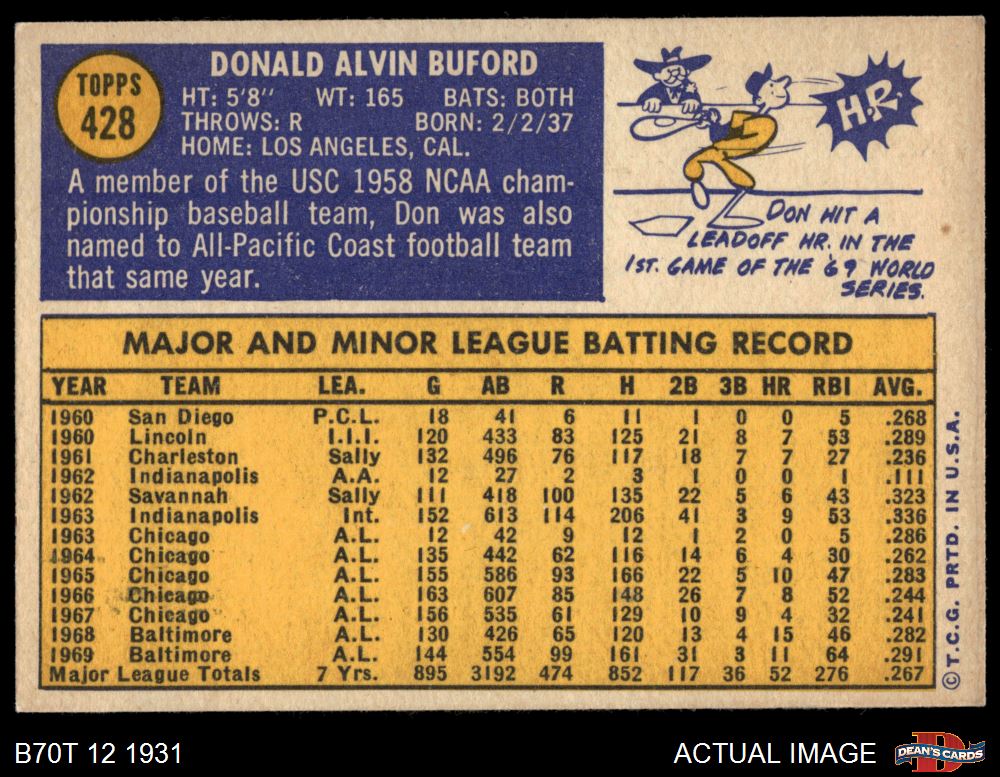 TOPPS
428
DONALD ALVIN BUFORD
HT: 5'8" WT: 165 BATS: BOTH
THROWS: R BORN: 2/2/37
HOME: LOS ANGELES, CAL.
A member of the USC 1958 NCAA cham-
pionship baseball team, Don was also
named to All-Pacific Coast football team
that same year.
H.R.
DON HIT A
LEADOFF HR. IN THE
1ST. GAME OF THE '69 WORLD
SERIES.
MAJOR AND MINOR LEAGUE BATTING RECORD
YEAR TEAM LEA. G AB R H 2B 3B HR RBI AVG.
1960 San Diego P.C.L. 18 41 6 11 1 0 0 5 .268
1960 Lincoln I.I.I. 120 433 83 125 21 8 7 53 .289
1961 Charleston Sally 132 496 76 117 18 7 7 27 .236
1962 Indianapolis A.A. 12 27 2 3 1 0 0 1 .111
1962 Savannah Sally 111 418 100 135 22 5 6 43 .323
1963 Indianapolis Int. 152 613 114 206 41 3 9 53 .336
1963 Chicago A.L. 12 42 9 12 1 2 0 5 .286
1964 Chicago A.L. 135 442 62 116 14 6 4 30 .262
1965 Chicago A.L. 155 586 93 166 22 5 10 47 .283
1966 Chicago A.L. 163 607 85 148 26 7 8 52 .244
1967 Chicago A.L. 156 535 61 129 10 9 4 32 .241
1968 Baltimore A.L. 130 426 65 120 13 4 15 46 .282
1969 Baltimore A.L. 144 554 99 161 31 3 11 64 .291
Major League Totals 7 Yrs. 895 3192 474 852 117 36 52 276 .267
©T.C.G. PRTD. IN U.S.A.
B70T 12 1931
ACTUAL IMAGE
DEAN'S CARDS